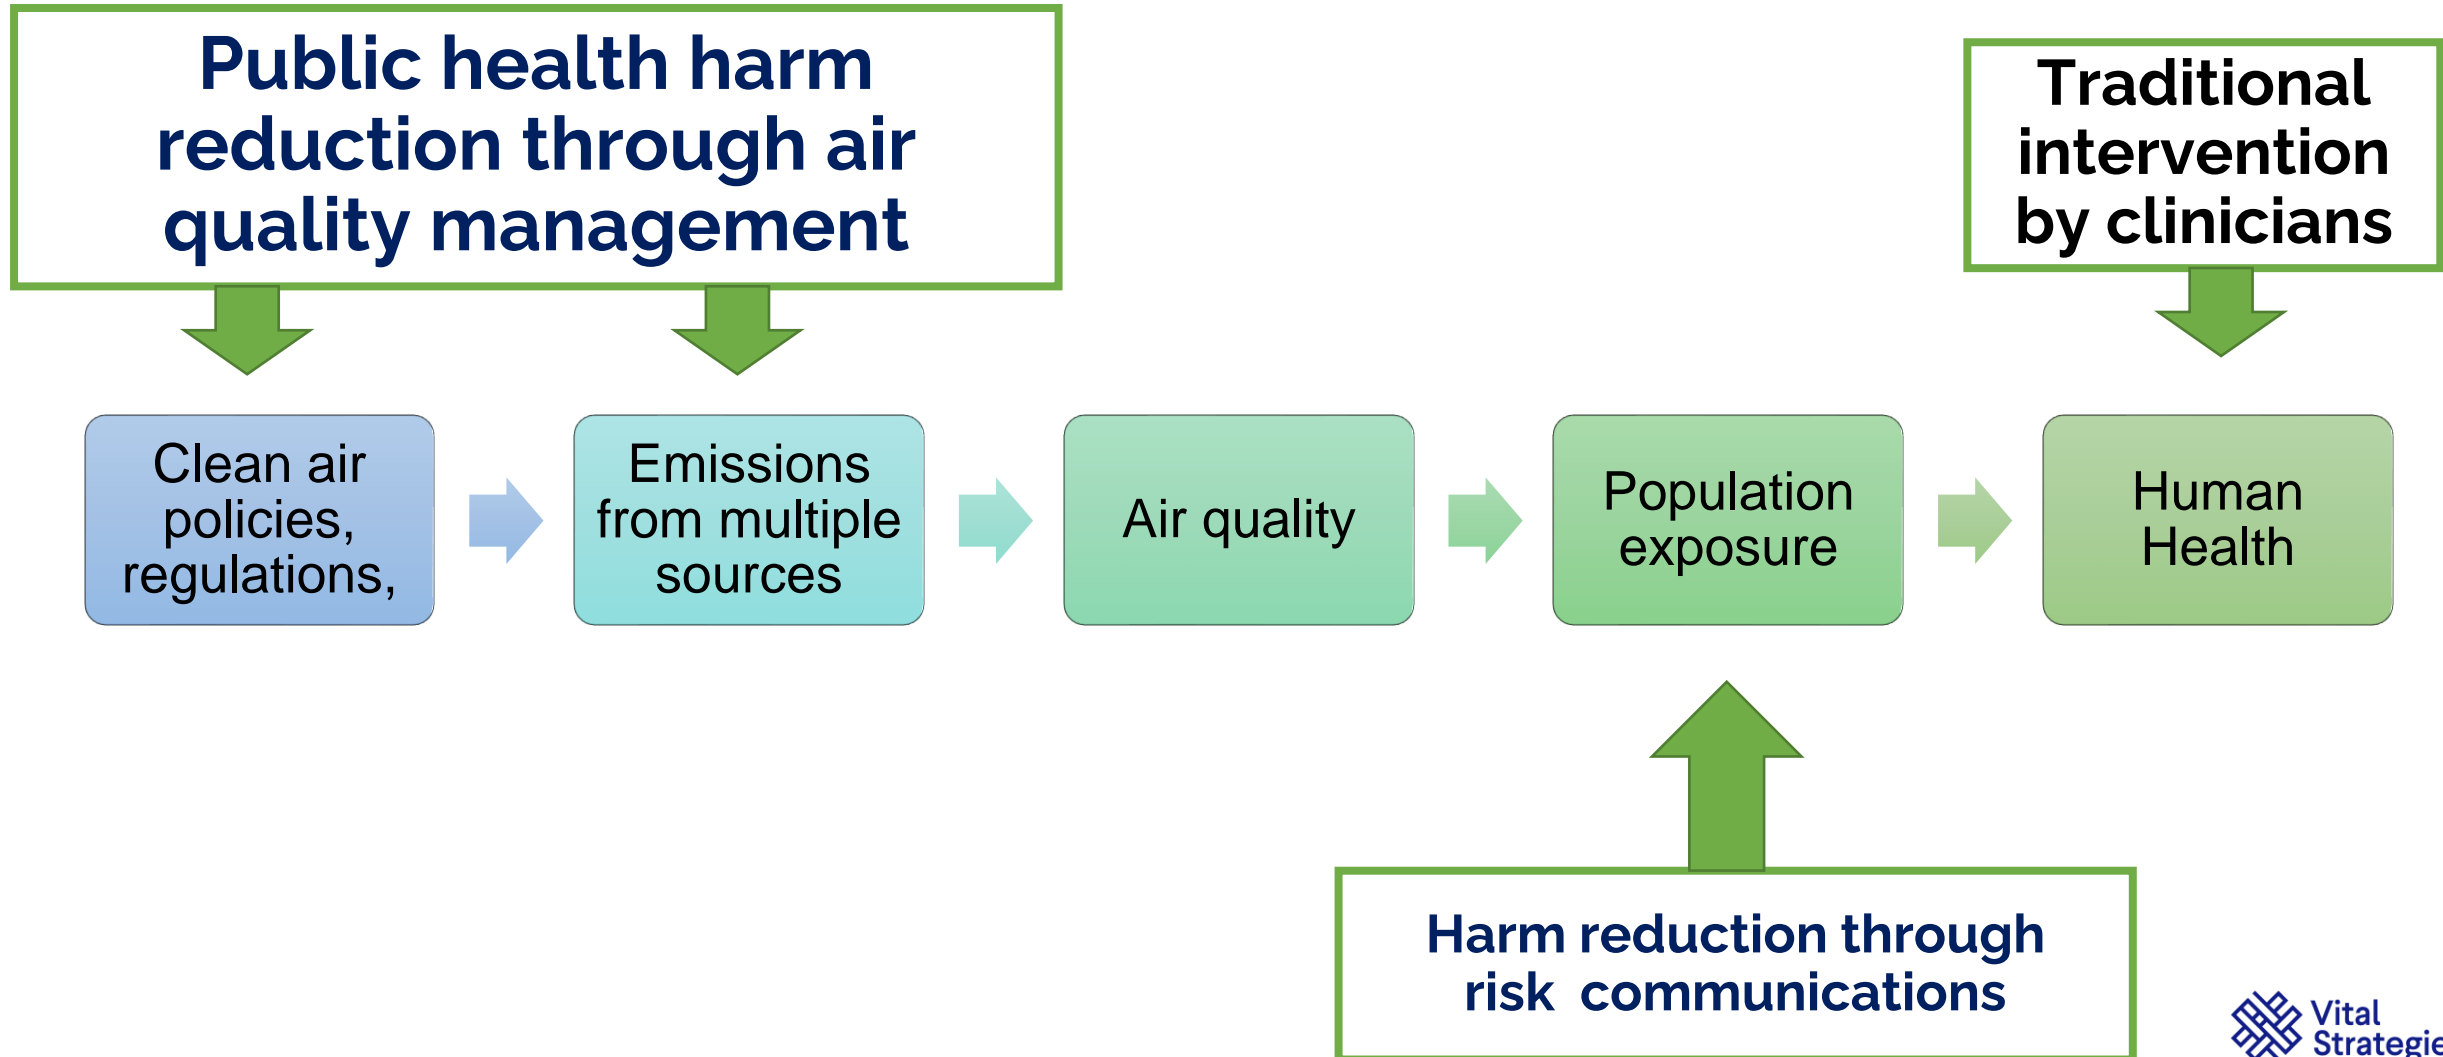 Public health harm
reduction through air
quality management
Traditional
intervention
by clinicians
Clean air
policies,
regulations,
Emissions
from multiple
sources
Air quality
Population
exposure
Human
Health
Harm reduction through
risk communications
Vital
Strategie